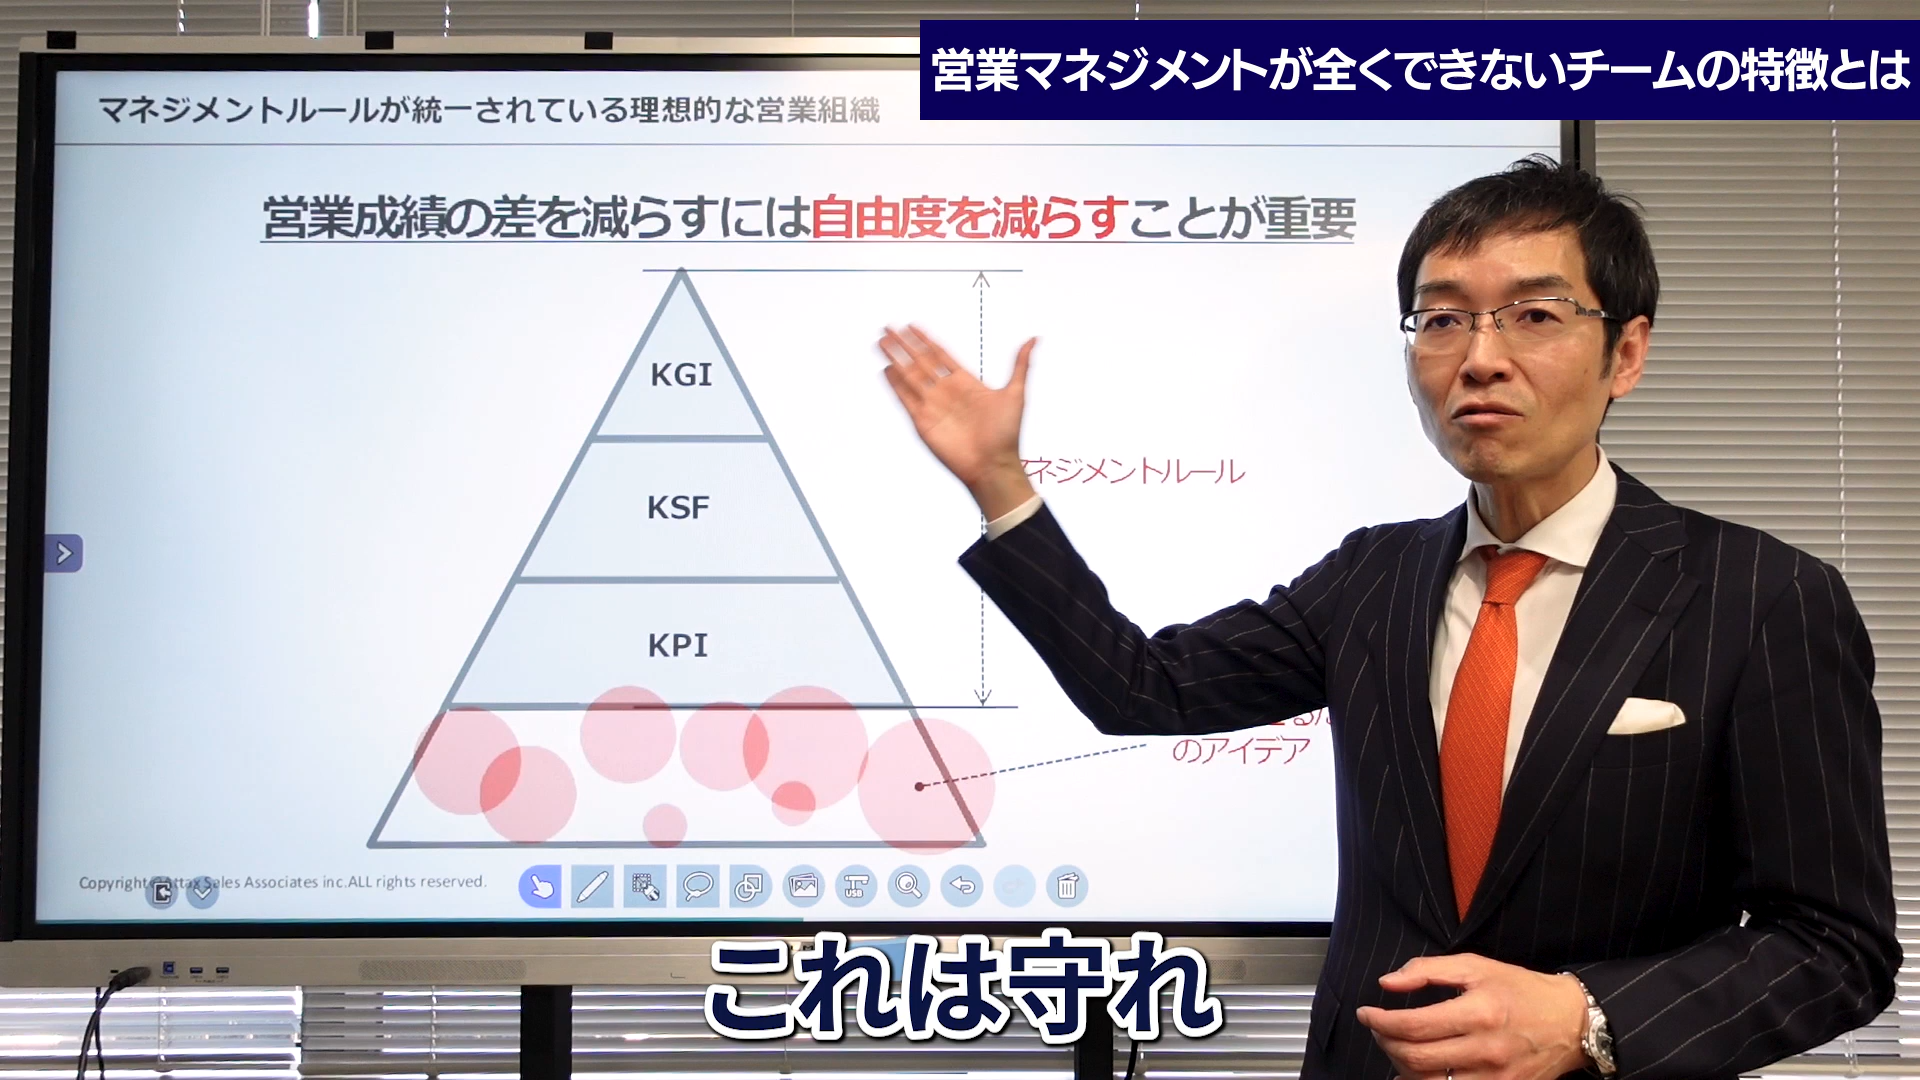 営業マネジメントが全くできないチームの特徴とは
マネジメントルールが統一されている理想的な営業組織
営業成績の差を減らすには自由度を減らすことが重要
KGI
KSF
KPI
ネジメントルール
のアイデア
Copyright Attax Sales Associates inc.ALL rights reserved.
USB
これは守れ